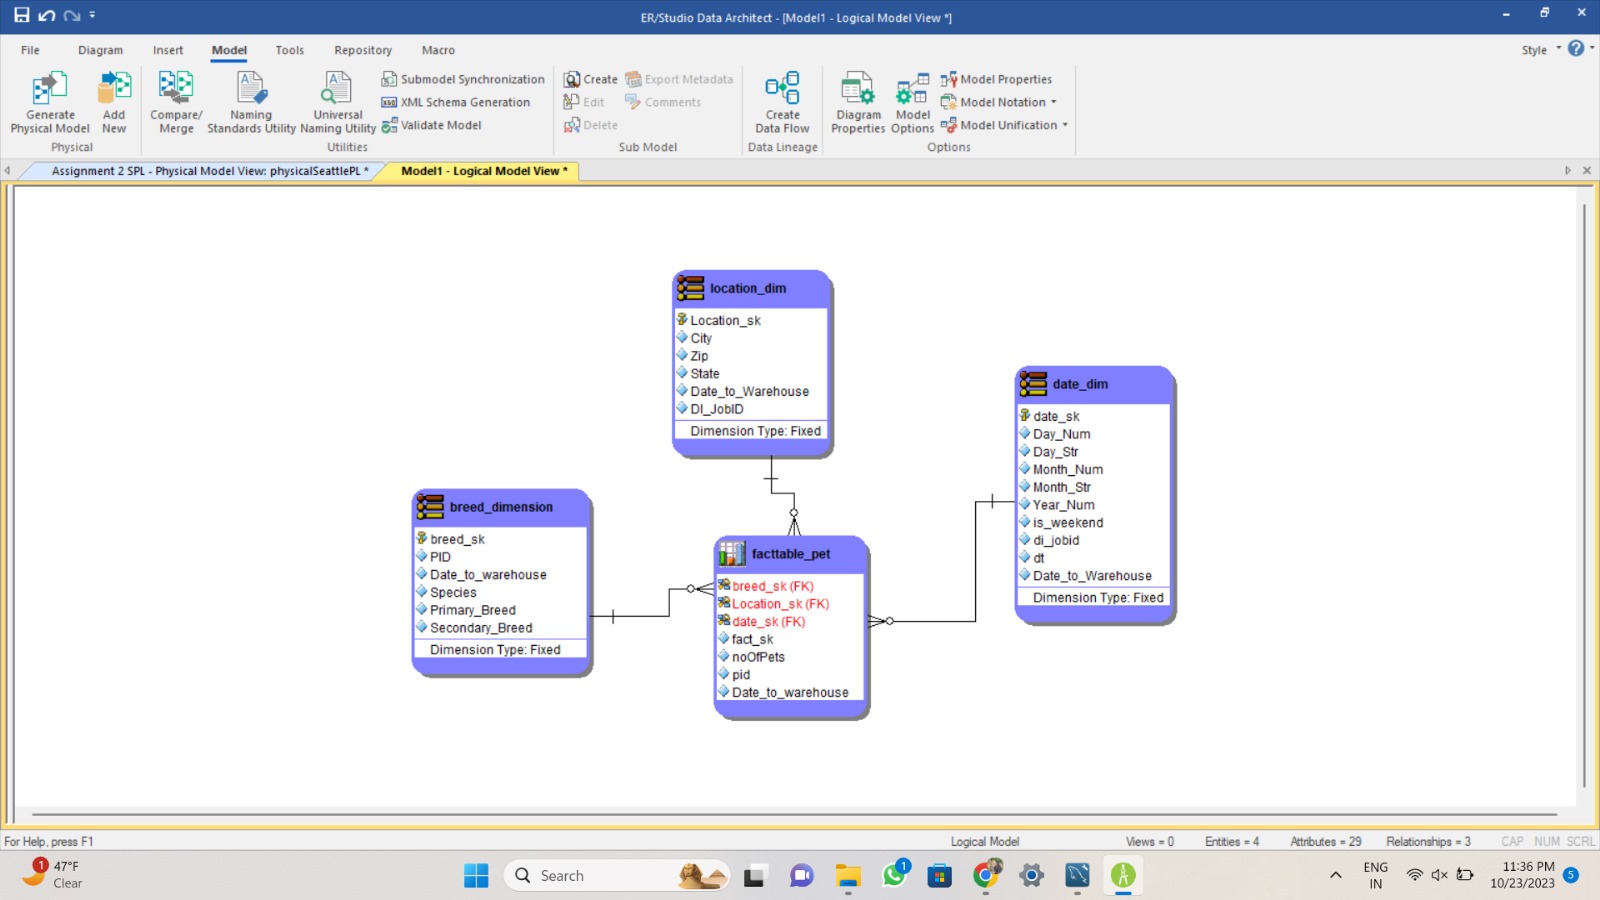 ER/Studio Data Architect - [Model1 - Logical Model View *]
File Diagram Insert Model Tools Repository Macro Style
Generate Physical Model
Add New
Physical
Compare/ Merge
Naming Standards Utility
Universal Naming Utility
Submodel Synchronization
XML Schema Generation
Validate Model
Utilities
Create
Edit
Delete
Export Metadata
Comments
Sub Model
Create Data Flow
Data Lineage
Diagram Properties
Model Options
Model Properties
Model Notation
Model Unification
Options
Assignment 2 SPL - Physical Model View: physicalSeattlePL *
Model1 - Logical Model View *
location_dim
Location_sk
City
Zip
State
Date_to_Warehouse
DI_JobID
Dimension Type: Fixed
date_dim
date_sk
Day_Num
Day_Str
Month_Num
Month_Str
Year_Num
is_weekend
di_jobid
dt
Date_to_Warehouse
Dimension Type: Fixed
breed_dimension
breed_sk
PID
Date_to_warehouse
Species
Primary_Breed
Secondary_Breed
Dimension Type: Fixed
facttable_pet
breed_sk (FK)
Location_sk (FK)
date_sk (FK)
fact_sk
noOfPets
pid
Date_to_warehouse
For Help, press F1
Logical Model
Views = 0
Entities = 4
Attributes = 29
Relationships = 3
CAP NUM SCRL
1
47°F
Clear
Search
1
ENG
IN
11:36 PM
10/23/2023
5